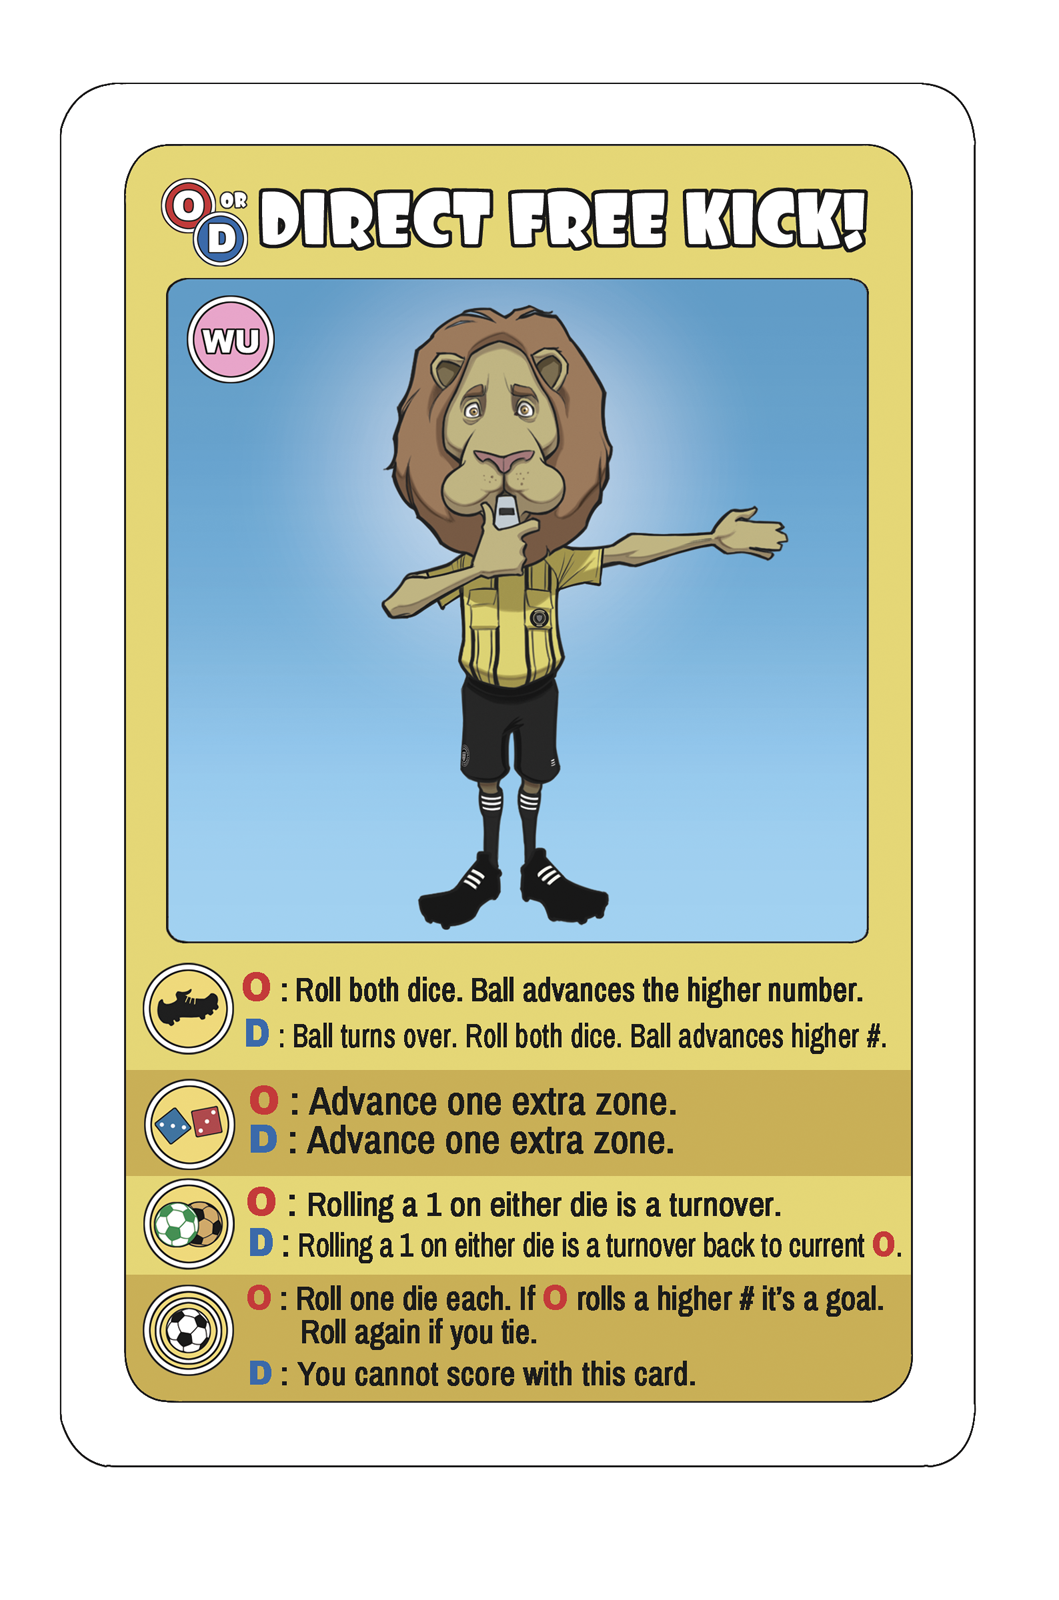 O OR D DIRECT FREE KICK!
WU
O : Roll both dice. Ball advances the higher number.
D : Ball turns over. Roll both dice. Ball advances higher #.
O : Advance one extra zone.
D : Advance one extra zone.
O : Rolling a 1 on either die is a turnover.
D : Rolling a 1 on either die is a turnover back to current O.
O : Roll one die each. If O rolls a higher # it's a goal.
Roll again if you tie.
D : You cannot score with this card.